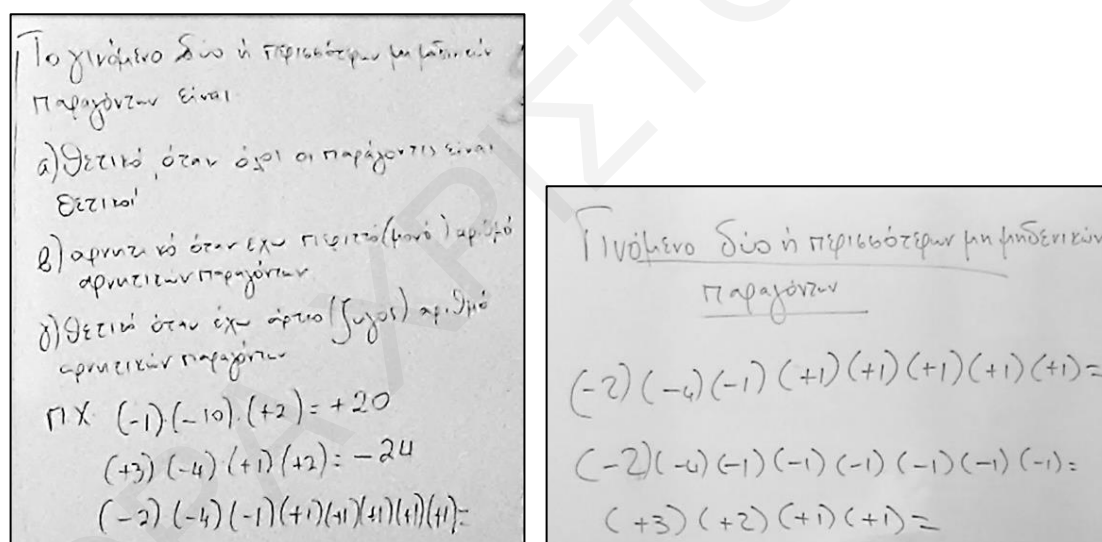 Το γινόμενο δύο ή περισσότερων μη μηδενικών
παραγόντων είναι
α) θετικό, όταν όλοι οι παράγοντες είναι
θετικοί
β) αρνητικό όταν έχω περιττό (μονό) αριθμό
αρνητικών παραγόντων
γ) θετικό όταν έχω άρτιο (ζυγός) αριθμό
αρνητικών παραγόντων
ΠΧ (-1).(-10).(+2)=+20
(+3)(-4).(+1)(+2)=-24
(-2).(-4)(-1)(+1)(+1)(+1)(+1)(+1)=
Γινόμενο δύο ή περισσότερων μη μηδενικών
παραγόντων
(-2)(-4)(-1)(+1)(+1)(+1)(+1)(+1)=
(-2)(-4)(-1)(-1)(-1)(-1)(-1)(-1)=
(+3)(+2)(+1)(+1)=